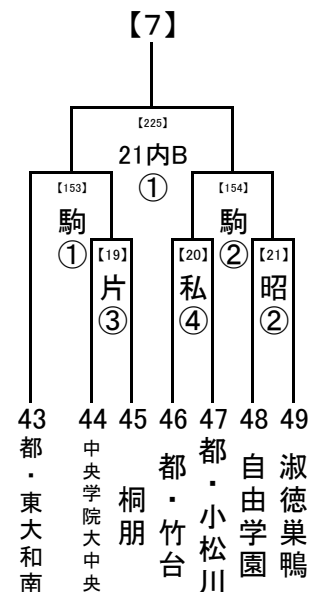 【7】
【225】
21内B
①
【153】
駒
①
【154】
駒
②
【19】
片
③
【20】
私
④
【21】
昭
②
43
44
45
46
47
48
49
都・東大和南
中央学院大中央
桐朋
都・竹台
都・小松川
自由学園
淑徳巣鴨